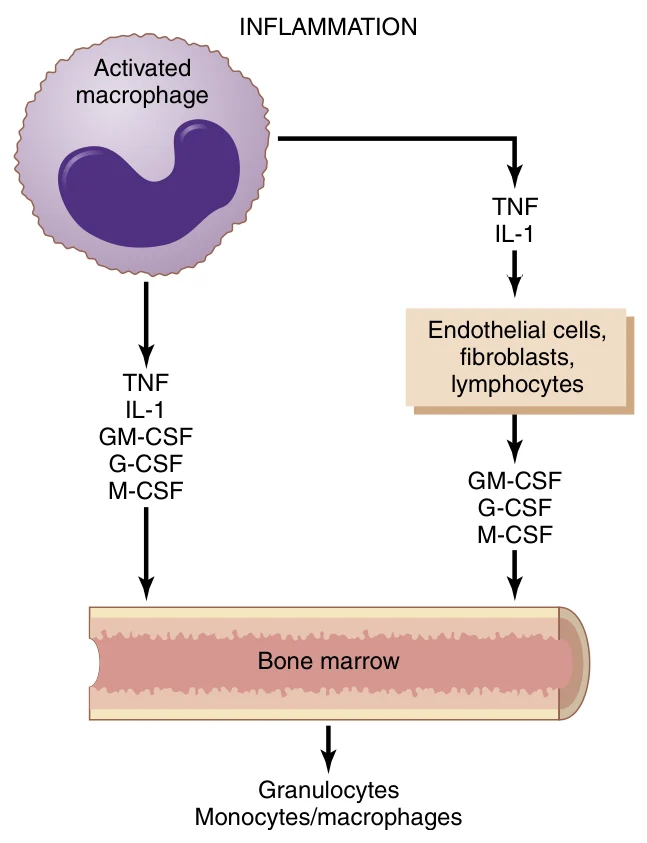 INFLAMMATION
Activated
macrophage
TNF
IL-1
Endothelial cells,
fibroblasts,
lymphocytes
TNF
IL-1
GM-CSF
G-CSF
M-CSF
GM-CSF
G-CSF
M-CSF
Bone marrow
Granulocytes
Monocytes/macrophages